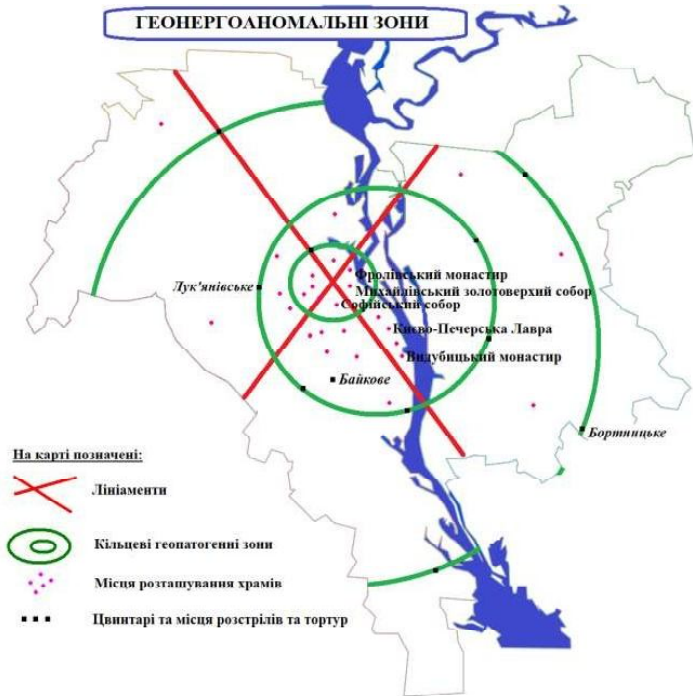 ГЕОНЕРГОАНОМАЛЬНІ ЗОНИ
Фролівський монастир
Лук'япівське
Михайлівський золотоверхий собор
Софійський собор
Києво-Печерська Лавра
Видубицький монастир
Байкове
Бортницьке
На карті позначені:
Лініаменти
Кільцеві геопатогенні зони
Місця розташування храмів
Цвинтарі та місця розстрілів та тортур